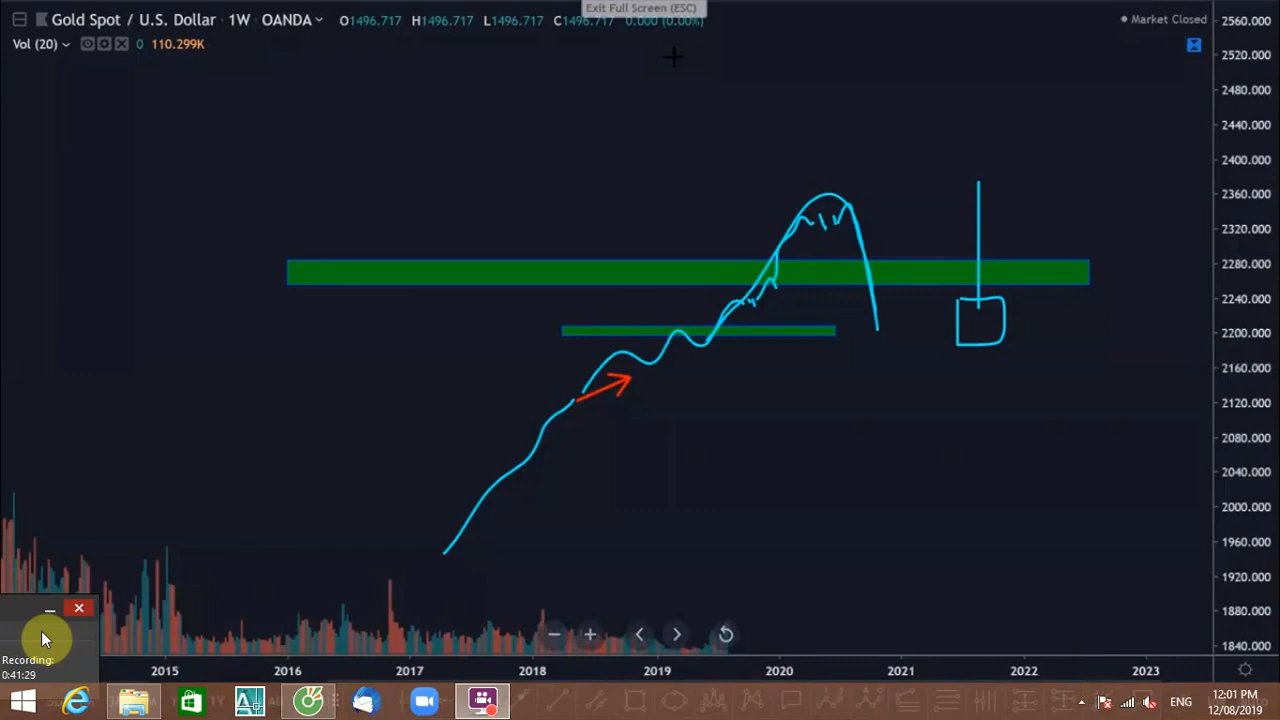 Exit Full Screen (ESC)
Gold Spot / U.S. Dollar · 1W · OANDA O1496.717 H1496.717 L1496.717 C1496.717 0.000 (0.00%)
Market Closed
Vol (20) 0 110.299K
2560.000
2520.000
2480.000
2440.000
2400.000
2360.000
2320.000
2280.000
2240.000
2200.000
2160.000
2120.000
2080.000
2040.000
2000.000
1960.000
1920.000
1880.000
1840.000
Recording:
0:41:29
2015 2016 2017 2018 2019 2020 2021 2022 2023
ENG
12:01 PM
12/08/2019